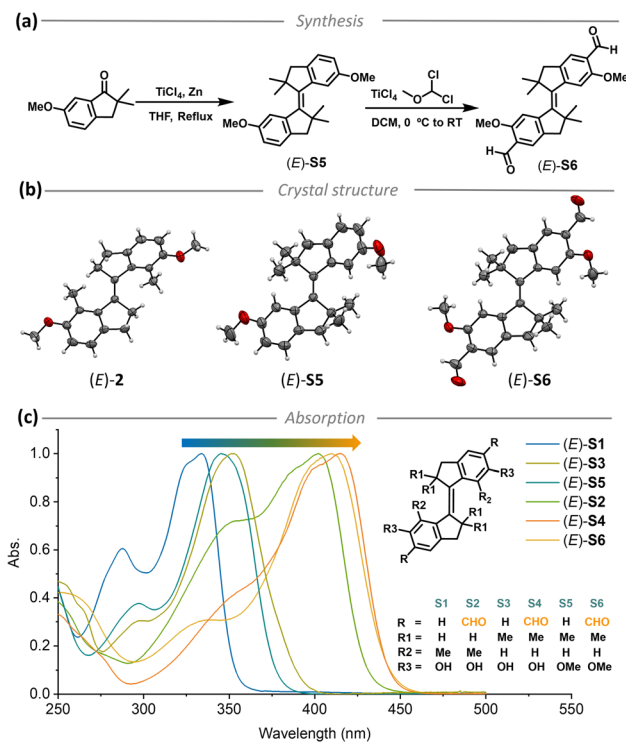 (a) Synthesis
O
MeO
TiCl4, Zn
THF, Reflux
OMe
MeO
(E)-S5
TiCl4
O
Cl
Cl
DCM, 0 ºC to RT
O
H
OMe
MeO
H
O
(E)-S6
(b) Crystal structure
(E)-2
(E)-S5
(E)-S6
(c) Absorption
Abs.
1.0
0.8
0.6
0.4
0.2
0.0
250 300 350 400 450 500 550
Wavelength (nm)
(E)-S1
(E)-S3
(E)-S5
(E)-S2
(E)-S4
(E)-S6
R
R3
R1
R1
R2
R2
R1
R1
R3
R
S1 S2 S3 S4 S5 S6
R = H CHO H CHO H CHO
R1 = H H Me Me Me Me
R2 = Me Me H H H H
R3 = OH OH OH OH OMe OMe